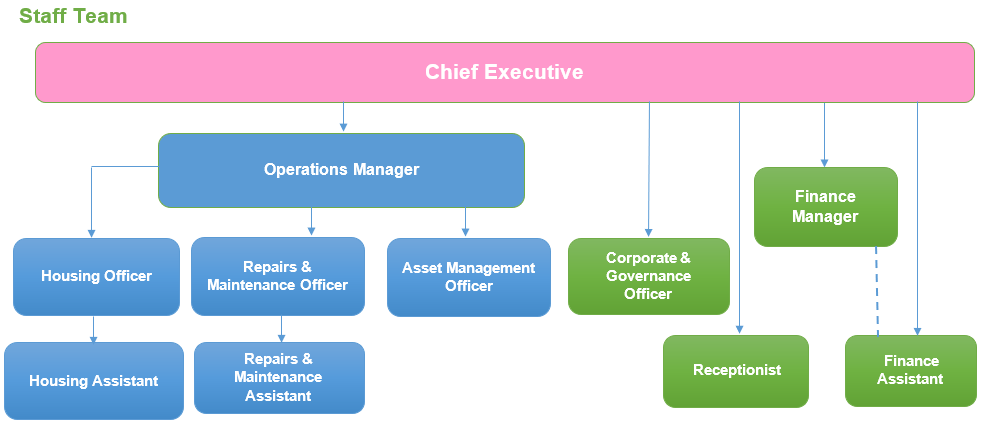 Staff Team
Chief Executive
Operations Manager
Finance
Manager
Housing Officer
Repairs &
Maintenance Officer
Asset Management
Officer
Corporate &
Governance
Officer
Housing Assistant
Repairs &
Maintenance
Assistant
Receptionist
Finance
Assistant